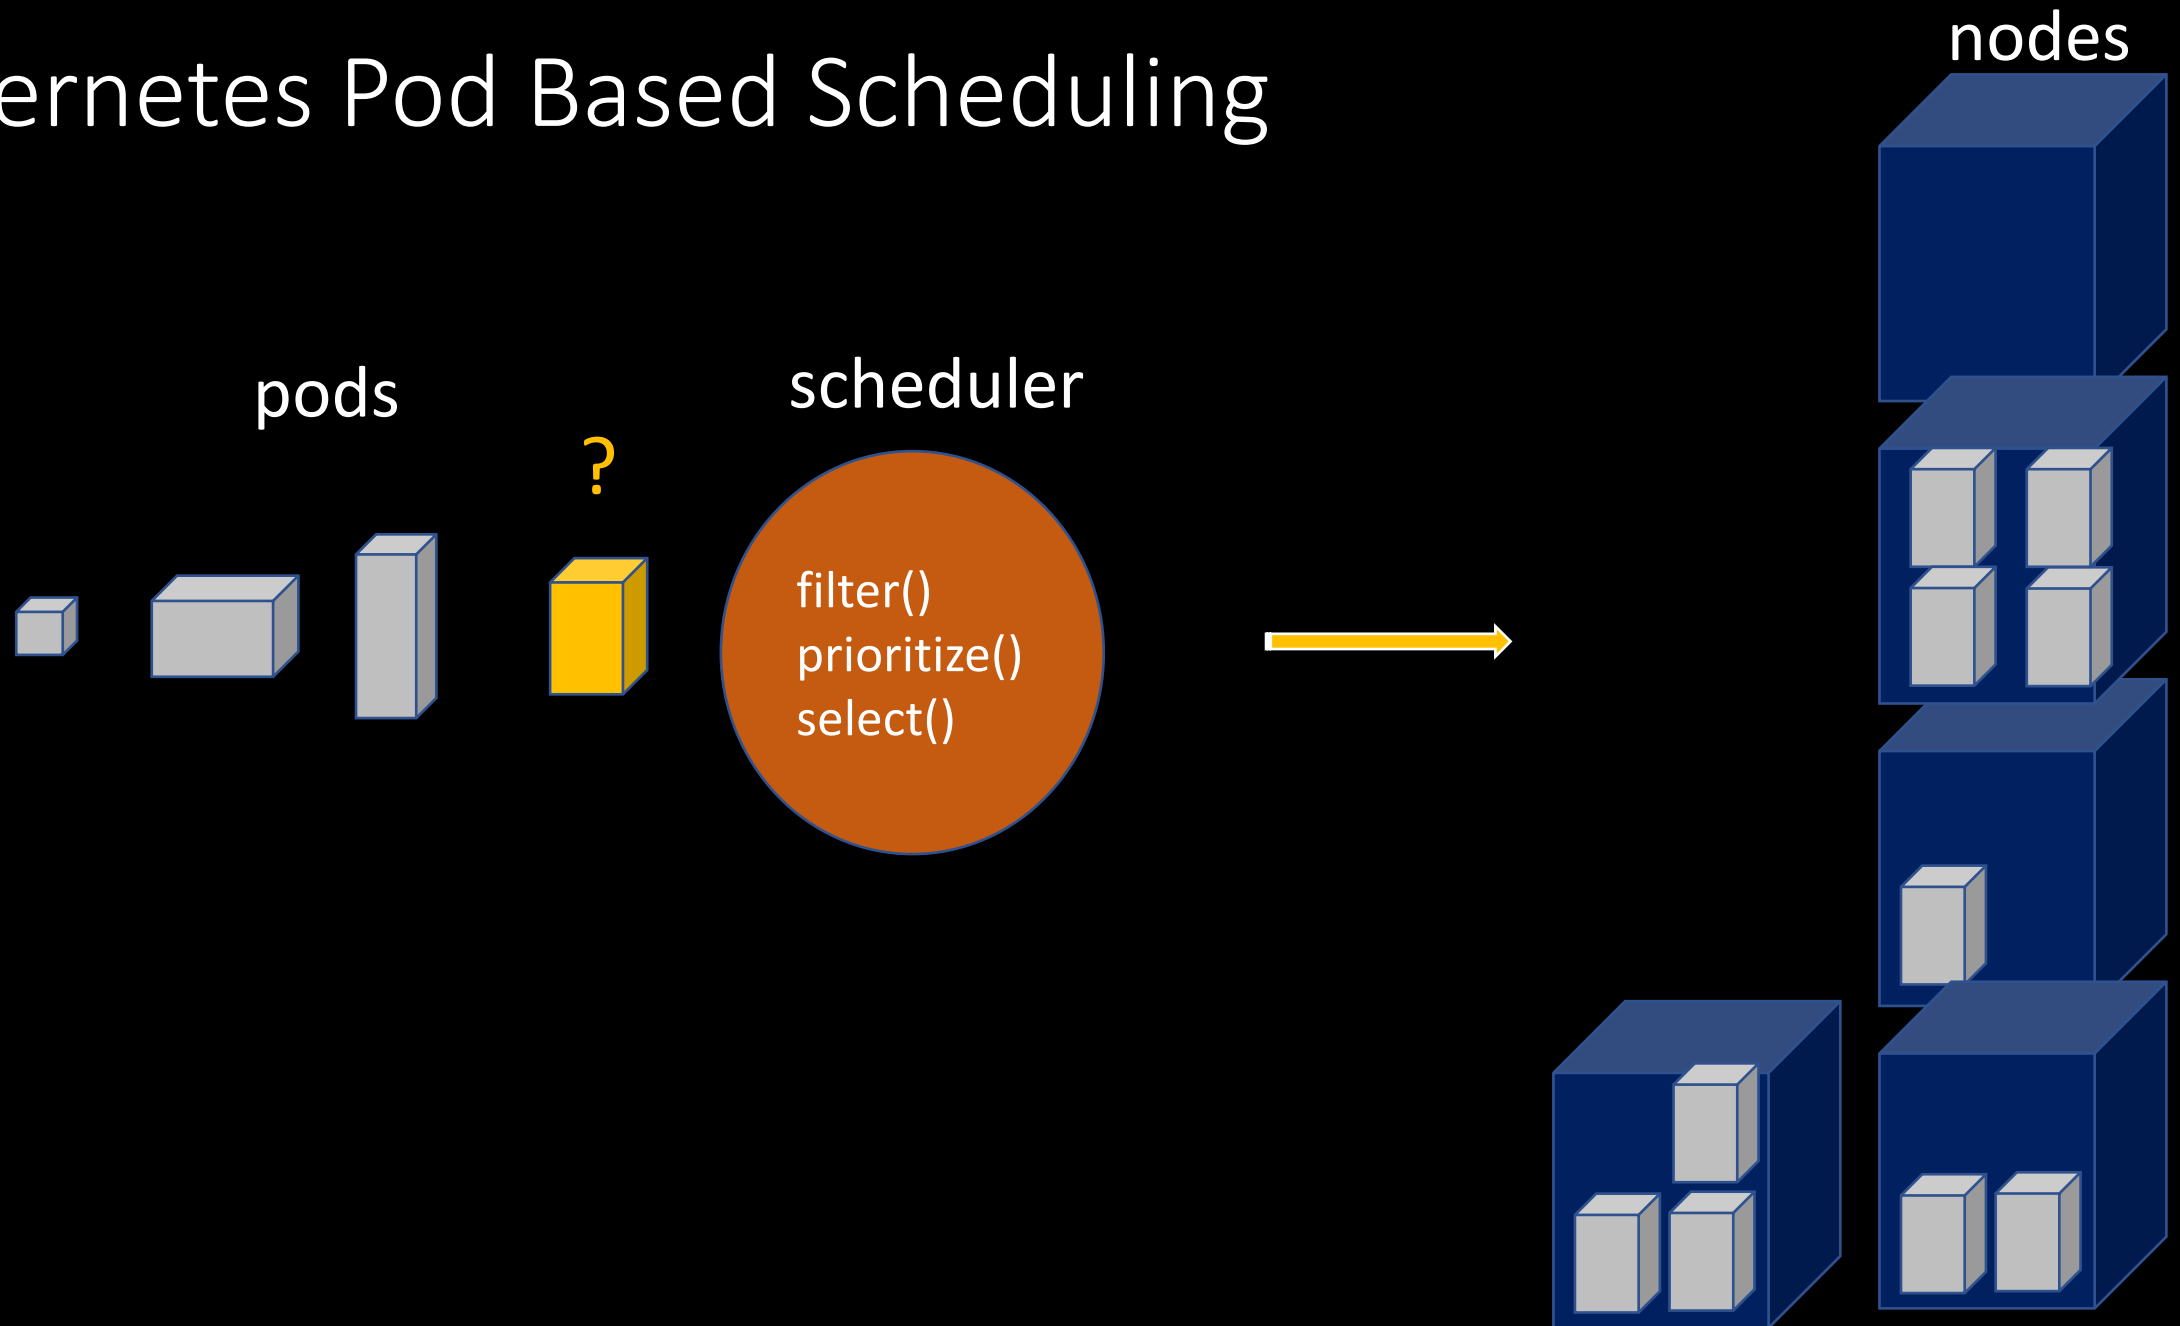 ernetes Pod Based Scheduling
nodes
pods
scheduler
?
filter()
prioritize()
select()